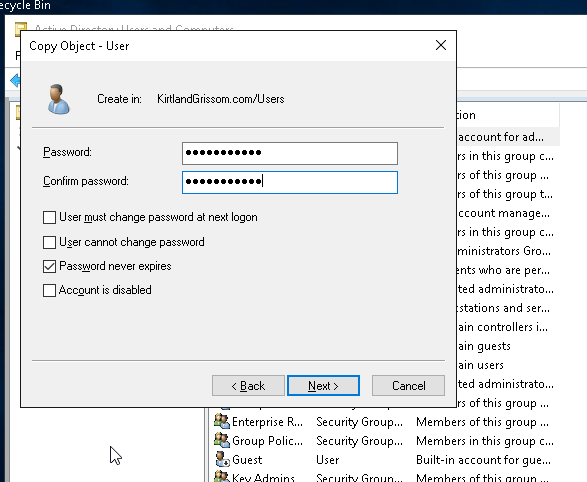 ecycle Bin
Active Directory Users and Computers
Copy Object - User
Create in: KirtlandGrissom.com/Users
Password: ●●●●●●●●●●●
Confirm password: ●●●●●●●●●●●
User must change password at next logon
User cannot change password
Password never expires
Account is disabled
< Back
Next >
Cancel
tion
account for ad...
rs in this group c...
rs of this group ...
rs of this group t...
ccount manage...
rs in this group c...
ministrators Gro...
ents who are per...
ted administrato...
kstations and ser...
ain controllers i...
ain guests
ain users
ted administrato...
rs of this group ...
Enterprise R... Security Group... Members of this group ...
Group Polic... Security Group... Members in this group c...
Guest User Built-in account for gue...
Key Admins Security Group... Members of this group ...